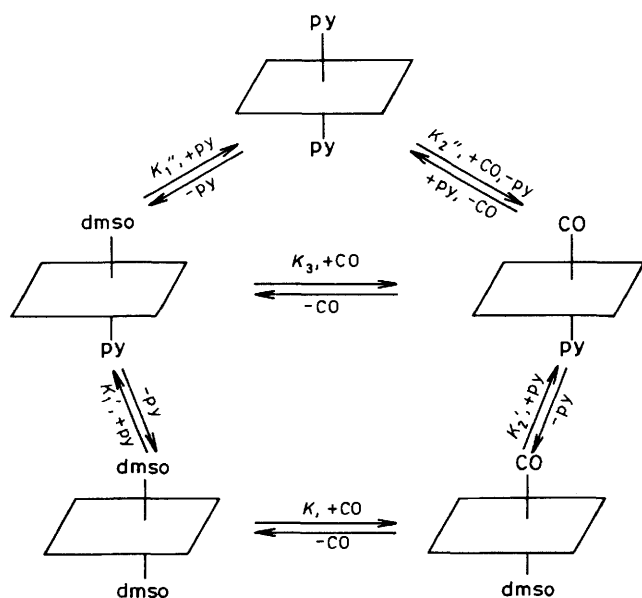 py
py
K₁'', +py
-py
K₂'', +CO, -py
+py, -CO
dmso
py
K₃, +CO
-CO
CO
py
K₁', +py
-py
K₂', +py
-py
dmso
dmso
K, +CO
-CO
CO
dmso